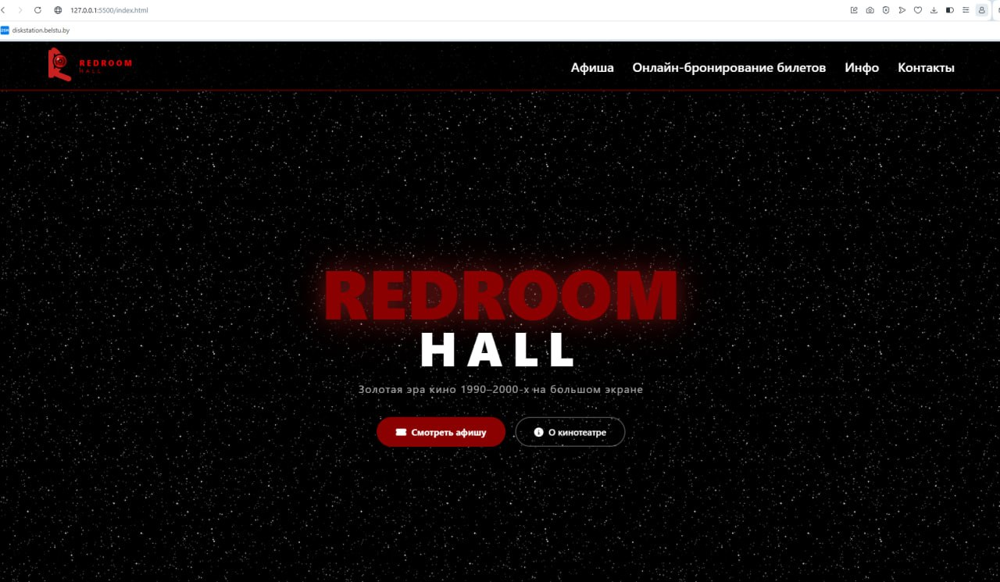 127.0.0.1:5500/index.html
DSM diskstation.belstu.by
REDROOM
HALL
Афиша Онлайн-бронирование билетов Инфо Контакты
REDROOM
HALL
Золотая эра кино 1990–2000-х на большом экране
Смотреть афишу О кинотеатре